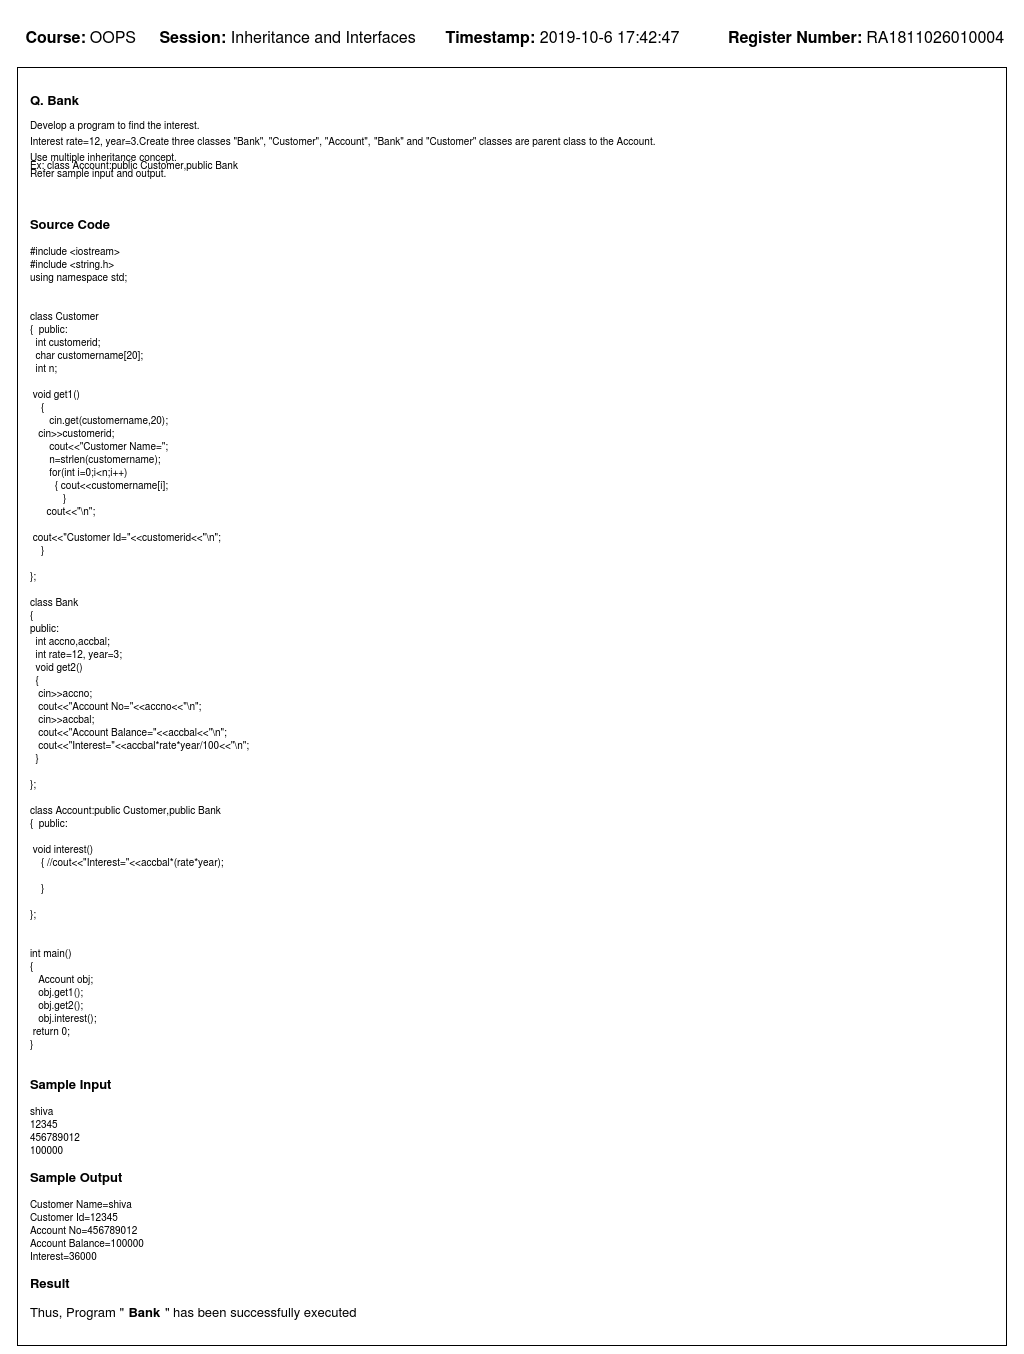 Course: OOPS Session: Inheritance and Interfaces Timestamp: 2019-10-6 17:42:47 Register Number: RA1811026010004
Q. Bank
Develop a program to find the interest.
Interest rate=12, year=3.Create three classes "Bank", "Customer", "Account", "Bank" and "Customer" classes are parent class to the Account.
Use multiple inheritance concept.
Ex: class Account:public Customer,public Bank
Refer sample input and output.
Source Code
#include <iostream>
#include <string.h>
using namespace std;
class Customer
{  public:
int customerid;
char customername[20];
int n;
void get1()
{
cin.get(customername,20);
cin>>customerid;
cout<<"Customer Name=";
n=strlen(customername);
for(int i=0;i<n;i++)
{ cout<<customername[i];
}
cout<<"\n";
cout<<"Customer Id="<<customerid<<"\n";
}
};
class Bank
{
public:
int accno,accbal;
int rate=12, year=3;
void get2()
{
cin>>accno;
cout<<"Account No="<<accno<<"\n";
cin>>accbal;
cout<<"Account Balance="<<accbal<<"\n";
cout<<"Interest="<<accbal*rate*year/100<<"\n";
}
};
class Account:public Customer,public Bank
{  public:
void interest()
{ //cout<<"Interest="<<accbal*(rate*year);
}
};
int main()
{
Account obj;
obj.get1();
obj.get2();
obj.interest();
return 0;
}
Sample Input
shiva
12345
456789012
100000
Sample Output
Customer Name=shiva
Customer Id=12345
Account No=456789012
Account Balance=100000
Interest=36000
Result
Thus, Program " Bank " has been successfully executed